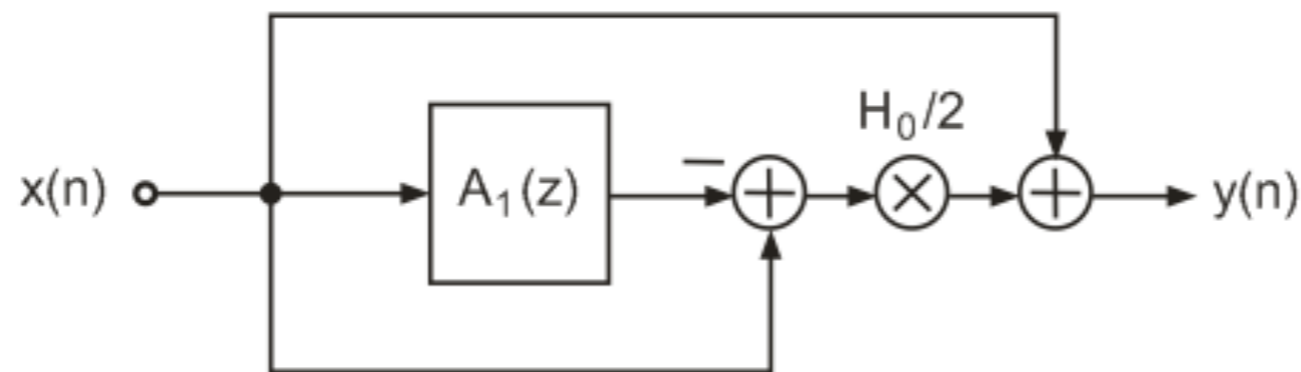 H₀/2
x(n)
A₁(z)
−
+
×
+
y(n)